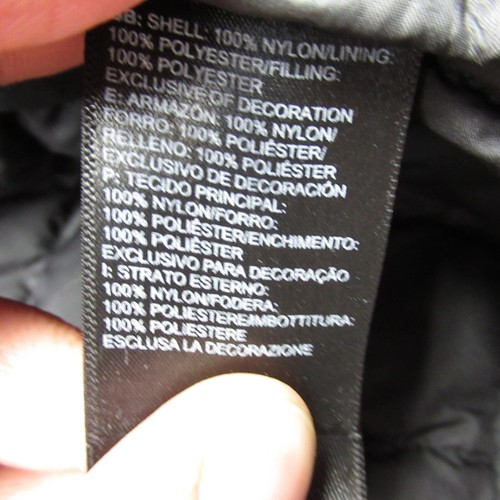 GB: SHELL: 100% NYLON/LINING:
100% POLYESTER/FILLING:
100% POLYESTER
EXCLUSIVE OF DECORATION
E: ARMAZÓN: 100% NYLON/
FORRO: 100% POLIÉSTER/
RELLENO: 100% POLIÉSTER
EXCLUSIVO DE DECORACIÓN
P: TECIDO PRINCIPAL:
100% NYLON/FORRO:
100% POLIÉSTER/ENCHIMENTO:
100% POLIÉSTER
EXCLUSIVO PARA DECORAÇÃO
I: STRATO ESTERNO:
100% NYLON/FODERA:
100% POLIESTERE/IMBOTTITURA:
100% POLIESTERE
ESCLUSA LA DECORAZIONE